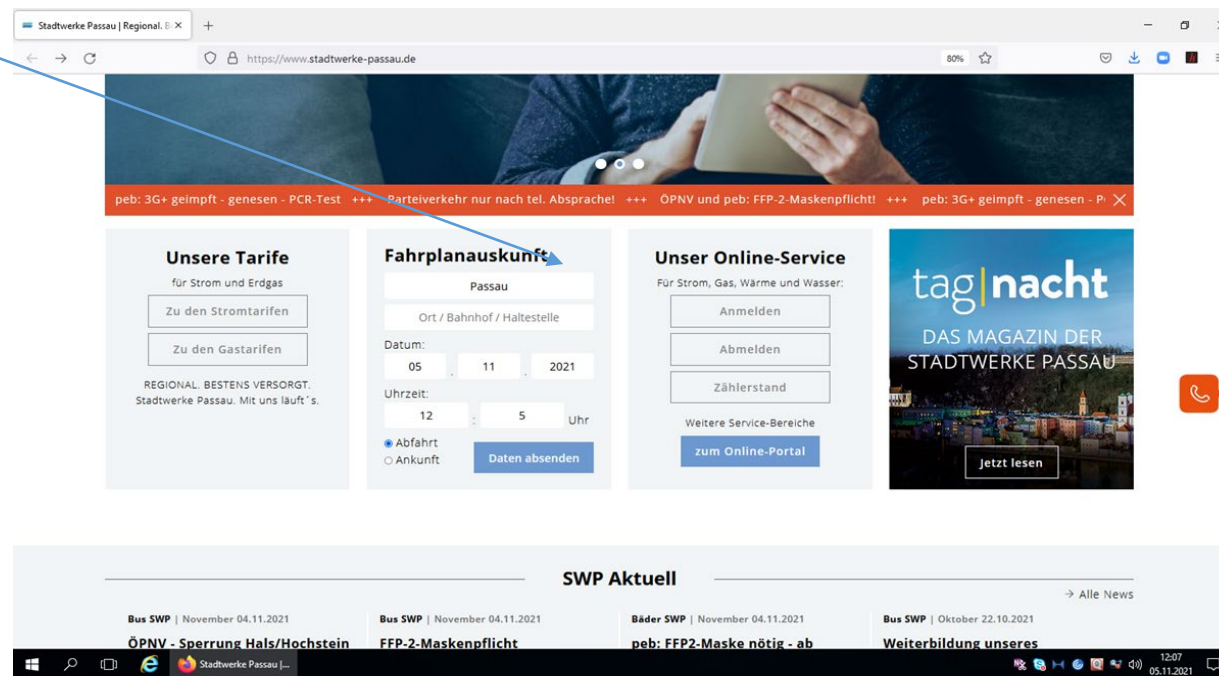 Stadtwerke Passau | Regional. B
https://www.stadtwerke-passau.de
80%
peb: 3G+ geimpft - genesen - PCR-Test +++ Parteiverkehr nur nach tel. Absprache! +++ ÖPNV und peb: FFP-2-Maskenpflicht! +++ peb: 3G+ geimpft - genesen - P
Unsere Tarife
für Strom und Erdgas
Zu den Stromtarifen
Zu den Gastarifen
REGIONAL. BESTENS VERSORGT.
Stadtwerke Passau. Mit uns läuft´s.
Fahrplanauskunft
Passau
Ort / Bahnhof / Haltestelle
Datum:
05 . 11 . 2021
Uhrzeit:
12 : 5 Uhr
Abfahrt
Ankunft
Daten absenden
Unser Online-Service
Für Strom, Gas, Wärme und Wasser:
Anmelden
Abmelden
Zählerstand
Weitere Service-Bereiche
zum Online-Portal
tag|nacht
DAS MAGAZIN DER
STADTWERKE PASSAU
Jetzt lesen
SWP Aktuell
→ Alle News
Bus SWP | November 04.11.2021
ÖPNV - Sperrung Hals/Hochstein
Bus SWP | November 04.11.2021
FFP-2-Maskenpflicht
Bäder SWP | November 04.11.2021
peb: FFP2-Maske nötig - ab
Bus SWP | Oktober 22.10.2021
Weiterbildung unseres
Stadtwerke Passau |...
12:07
05.11.2021